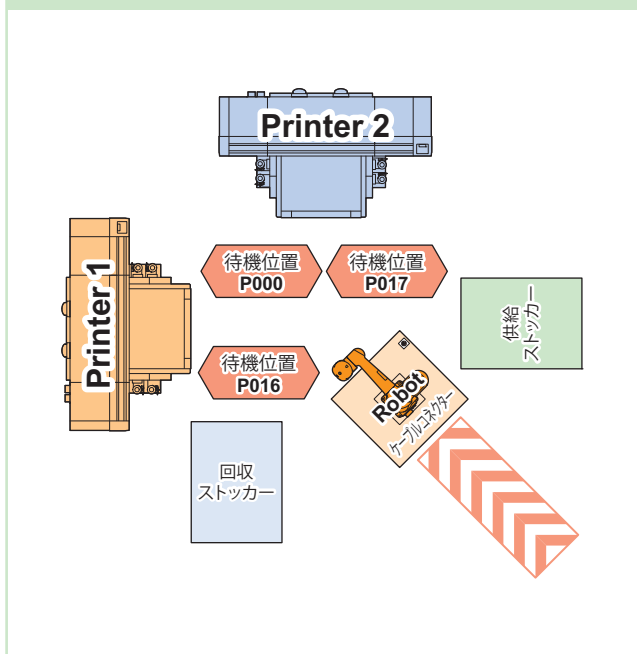 Printer 2
待機位置
P000
待機位置
P017
Printer 1
供給
ストッカー
待機位置
P016
Robot
ケーブルコネクター
回収
ストッカー